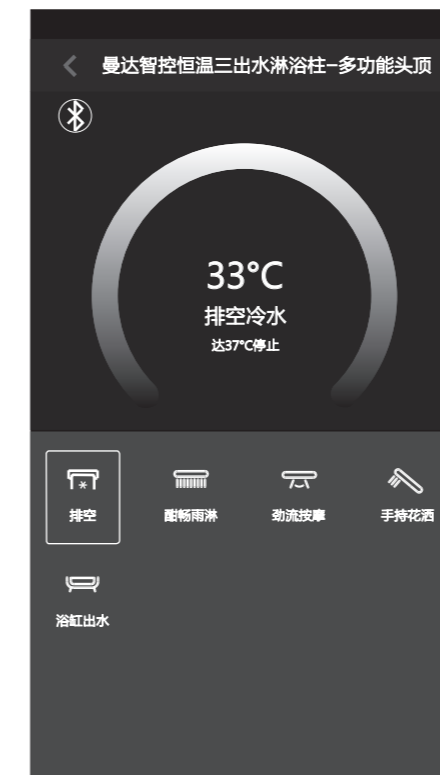 曼达智控恒温三出水淋浴柱-多功能头顶
33°C
排空冷水
达37℃停止
排空 酣畅雨淋 劲流按摩 手持花洒
浴缸出水